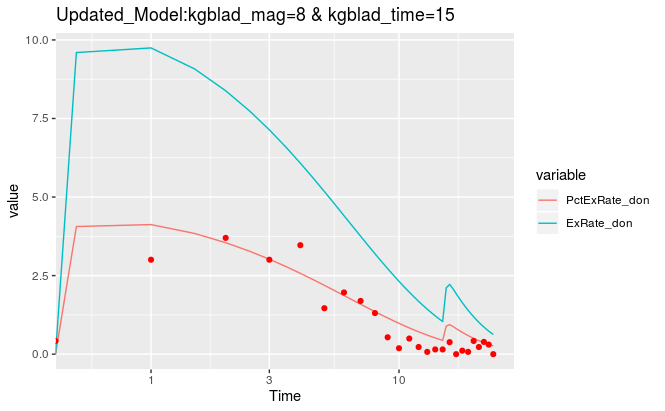 Updated_Model:kgblad_mag=8 & kgblad_time=15
10.0
7.5
5.0
2.5
0.0
value
1
3
10
Time
variable
PctExRate_don
ExRate_don